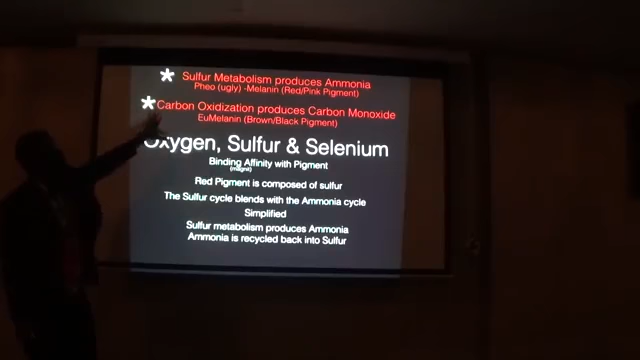 * Sulfur Metabolism produces Ammonia
Pheo (ugly) -Melanin (Red/Pink Pigment)
* Carbon Oxidization produces Carbon Monoxide
EuMelanin (Brown/Black Pigment)
Oxygen, Sulfur & Selenium
Binding Affinity with Pigment
(magnit)
Red Pigment is composed of sulfur
The Sulfur cycle blends with the Ammonia cycle
Simplified
Sulfur metabolism produces Ammonia
Ammonia is recycled back into Sulfur